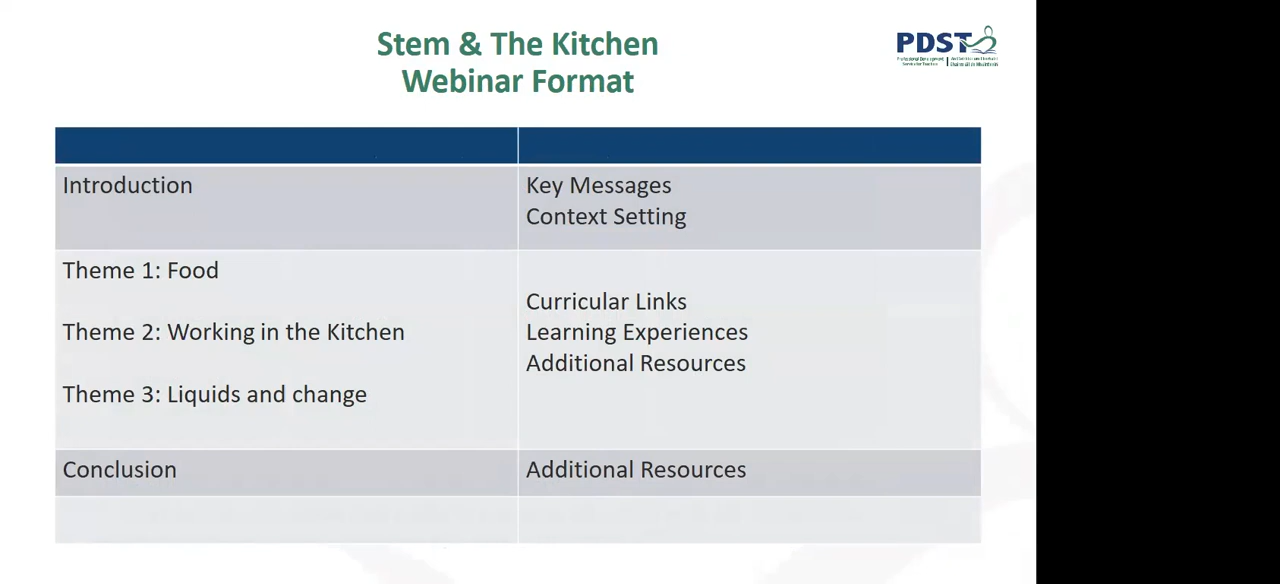 Stem & The Kitchen
Webinar Format
PDST
Introduction
Key Messages
Context Setting
Theme 1: Food
Theme 2: Working in the Kitchen
Theme 3: Liquids and change
Curricular Links
Learning Experiences
Additional Resources
Conclusion
Additional Resources